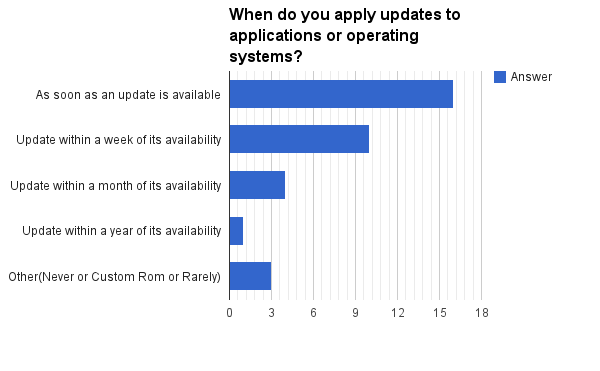 When do you apply updates to
applications or operating
systems?
Answer
As soon as an update is available
Update within a week of its availability
Update within a month of its availability
Update within a year of its availability
Other(Never or Custom Rom or Rarely)
0 3 6 9 12 15 18